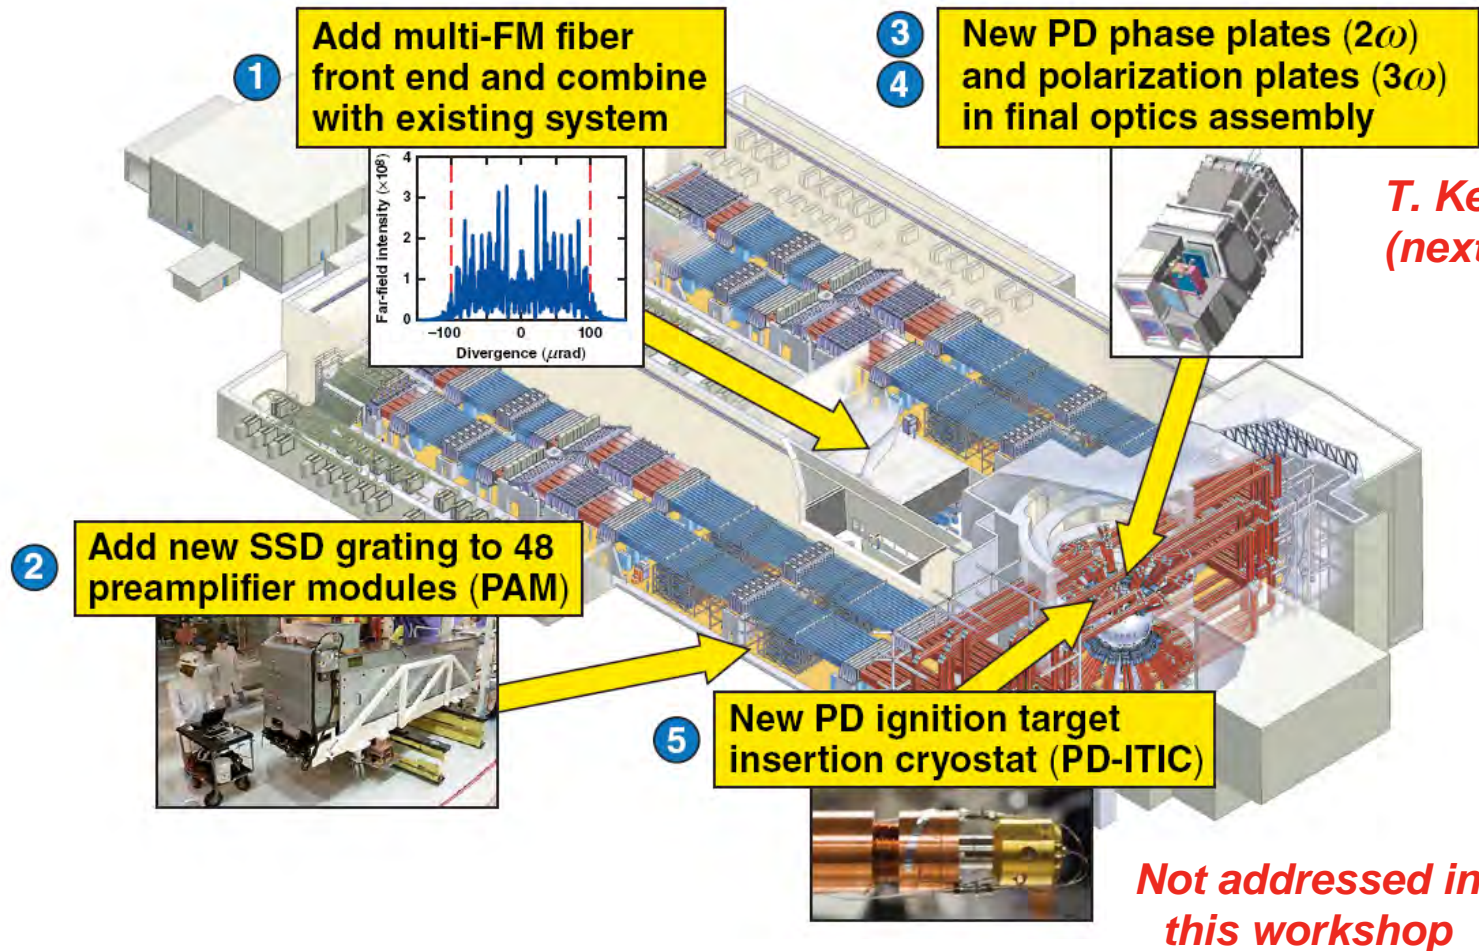 1
Add multi-FM fiber
front end and combine
with existing system
Far-field intensity (×10⁸)
4
3
2
1
0
−100 0 100
Divergence (μrad)
3
4
New PD phase plates (2ω)
and polarization plates (3ω)
in final optics assembly
T. Ke
(next
2
Add new SSD grating to 48
preamplifier modules (PAM)
5
New PD ignition target
insertion cryostat (PD-ITIC)
Not addressed in
this workshop